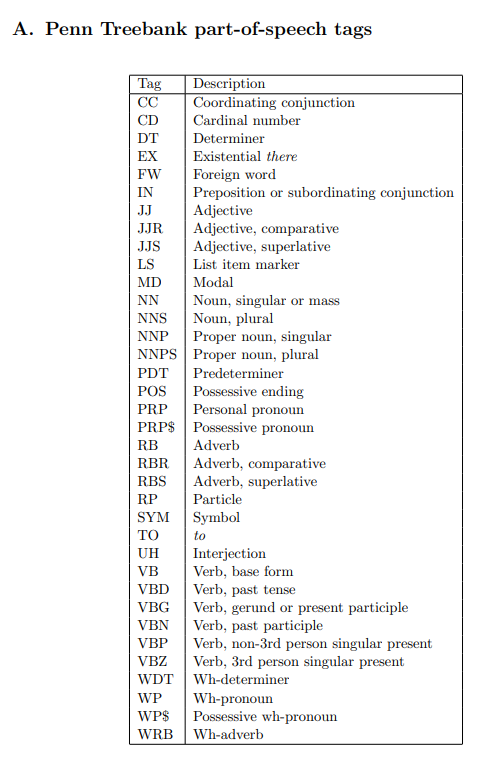 A. Penn Treebank part-of-speech tags
Tag Description
CC Coordinating conjunction
CD Cardinal number
DT Determiner
EX Existential there
FW Foreign word
IN Preposition or subordinating conjunction
JJ Adjective
JJR Adjective, comparative
JJS Adjective, superlative
LS List item marker
MD Modal
NN Noun, singular or mass
NNS Noun, plural
NNP Proper noun, singular
NNPS Proper noun, plural
PDT Predeterminer
POS Possessive ending
PRP Personal pronoun
PRP$ Possessive pronoun
RB Adverb
RBR Adverb, comparative
RBS Adverb, superlative
RP Particle
SYM Symbol
TO to
UH Interjection
VB Verb, base form
VBD Verb, past tense
VBG Verb, gerund or present participle
VBN Verb, past participle
VBP Verb, non-3rd person singular present
VBZ Verb, 3rd person singular present
WDT Wh-determiner
WP Wh-pronoun
WP$ Possessive wh-pronoun
WRB Wh-adverb